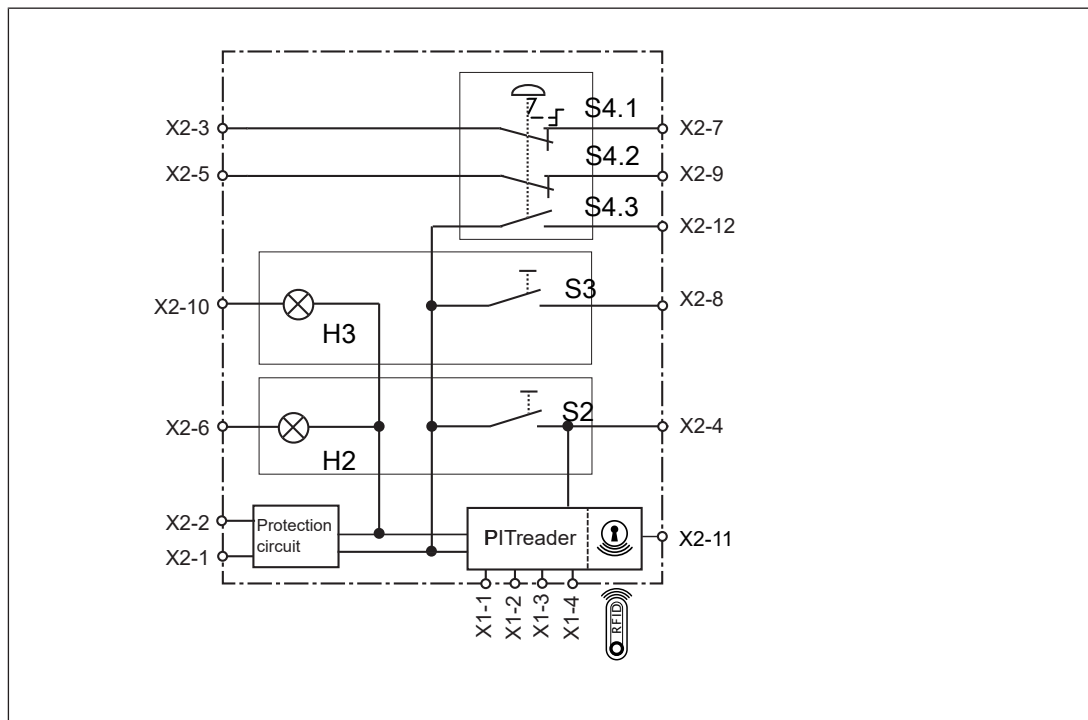 S4.1
X2-3
X2-7
S4.2
X2-5
X2-9
S4.3
X2-12
S3
X2-10
X2-8
H3
S2
X2-6
X2-4
H2
X2-2
Protection
circuit
X2-1
PITreader
X2-11
X1-1
X1-2
X1-3
X1-4
RFID